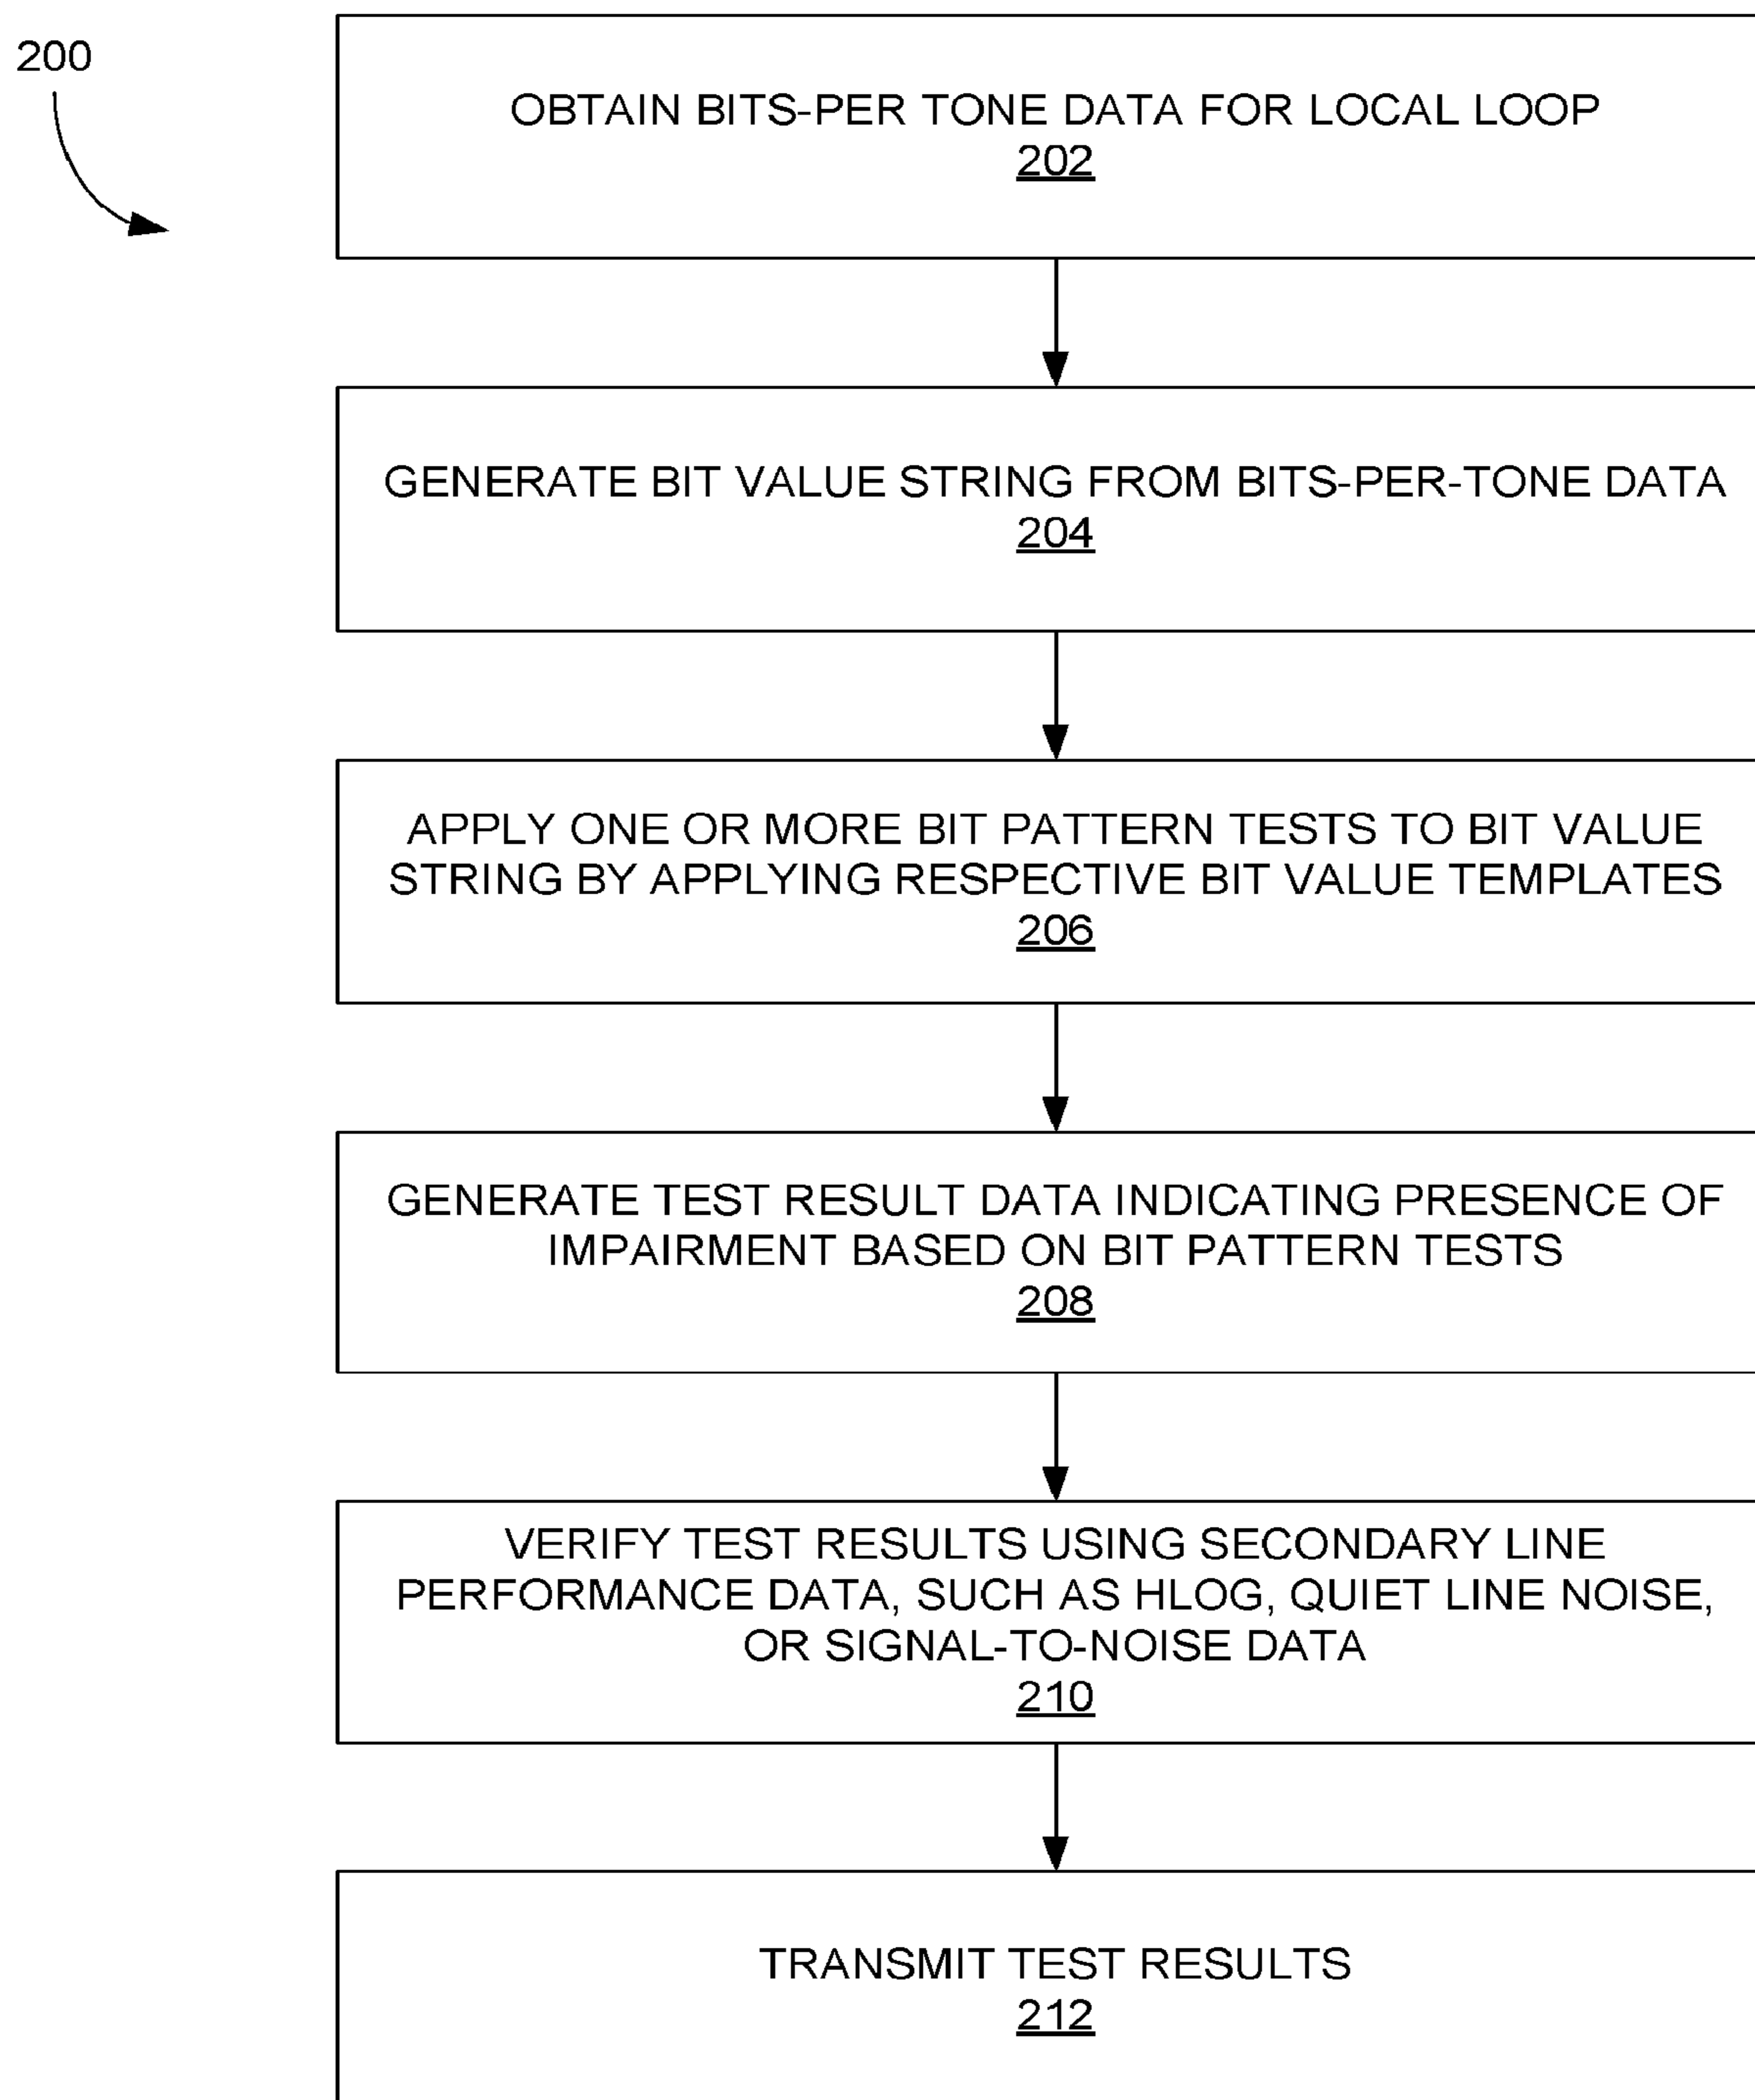 200
OBTAIN BITS-PER TONE DATA FOR LOCAL LOOP
202
GENERATE BIT VALUE STRING FROM BITS-PER-TONE DATA
204
APPLY ONE OR MORE BIT PATTERN TESTS TO BIT VALUE
STRING BY APPLYING RESPECTIVE BIT VALUE TEMPLATES
206
GENERATE TEST RESULT DATA INDICATING PRESENCE OF
IMPAIRMENT BASED ON BIT PATTERN TESTS
208
VERIFY TEST RESULTS USING SECONDARY LINE
PERFORMANCE DATA, SUCH AS HLOG, QUIET LINE NOISE,
OR SIGNAL-TO-NOISE DATA
210
TRANSMIT TEST RESULTS
212